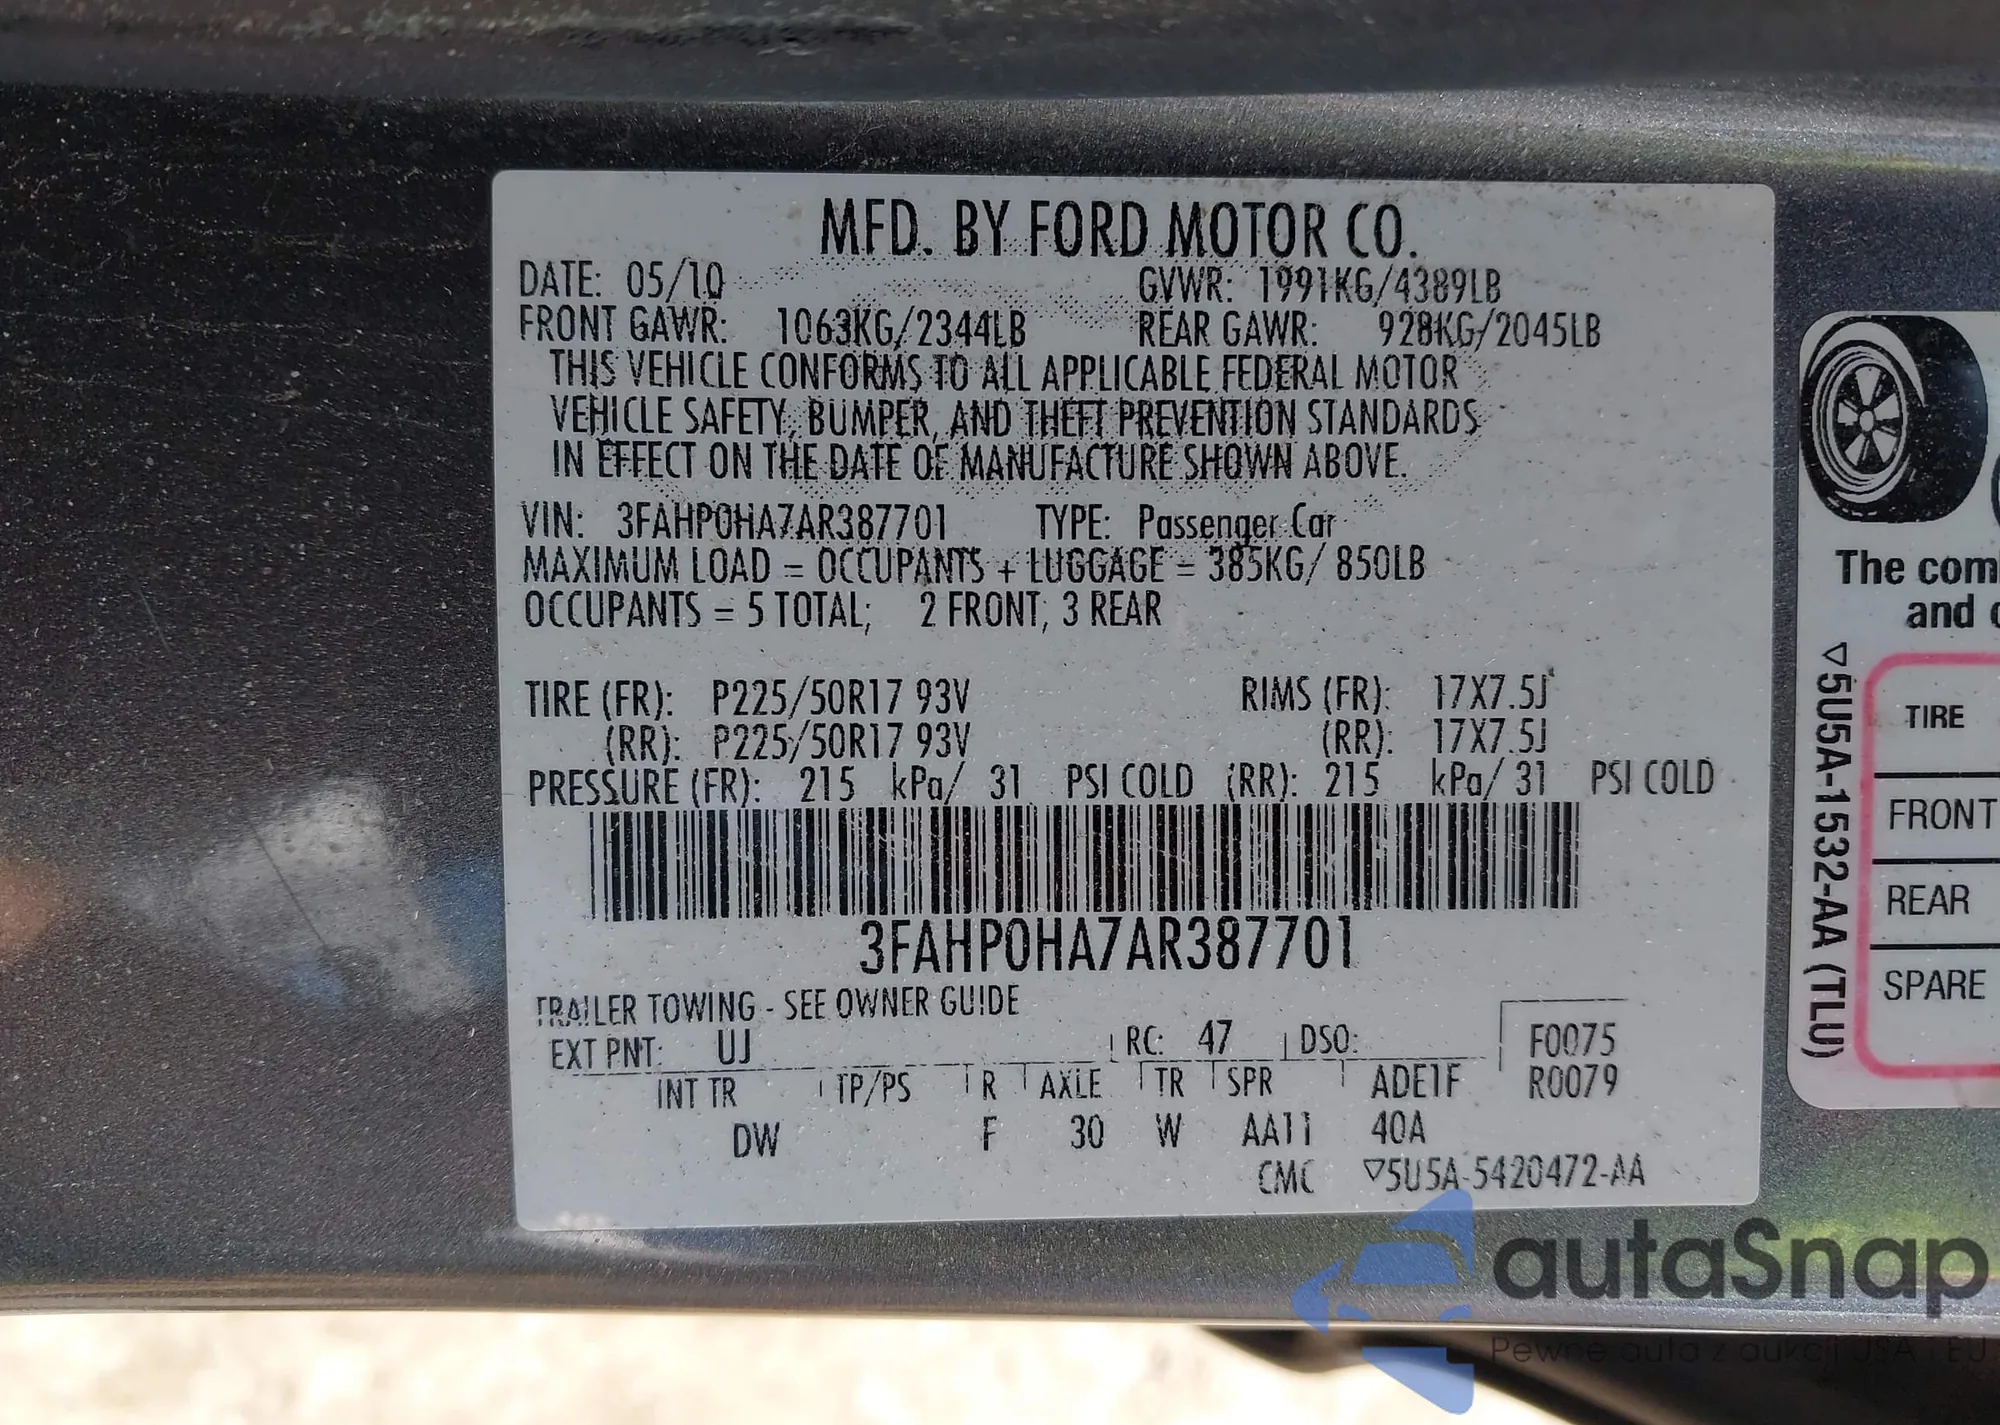 MFD. BY FORD MOTOR CO.
DATE: 05/10 GVWR: 1991KG/4389LB
FRONT GAWR: 1063KG/2344LB REAR GAWR: 928KG/2045LB
THIS VEHICLE CONFORMS TO ALL APPLICABLE FEDERAL MOTOR
VEHICLE SAFETY, BUMPER, AND THEFT PREVENTION STANDARDS
IN EFFECT ON THE DATE OF MANUFACTURE SHOWN ABOVE.
VIN: 3FAHP0HA7AR387701 TYPE: Passenger Car
MAXIMUM LOAD = OCCUPANTS + LUGGAGE = 385KG/ 850LB
OCCUPANTS = 5 TOTAL; 2 FRONT, 3 REAR
TIRE (FR): P225/50R17 93V RIMS (FR): 17X7.5J
(RR): P225/50R17 93V (RR): 17X7.5J
PRESSURE (FR): 215 kPa/ 31 PSI COLD (RR): 215 kPa/ 31 PSI COLD
3FAHP0HA7AR387701
TRAILER TOWING - SEE OWNER GUIDE
EXT PNT: UJ RC: 47 DSO: F0075
INT TR TP/PS R AXLE TR SPR ADE1F R0079
DW F 30 W AA11 40A
CMC ▽5U5A-5420472-AA
The com
and
▽5U5A-1532-AA (TLU)
TIRE
FRONT
REAR
SPARE
autaSnap
Pewne auta z aukcji USA i EU